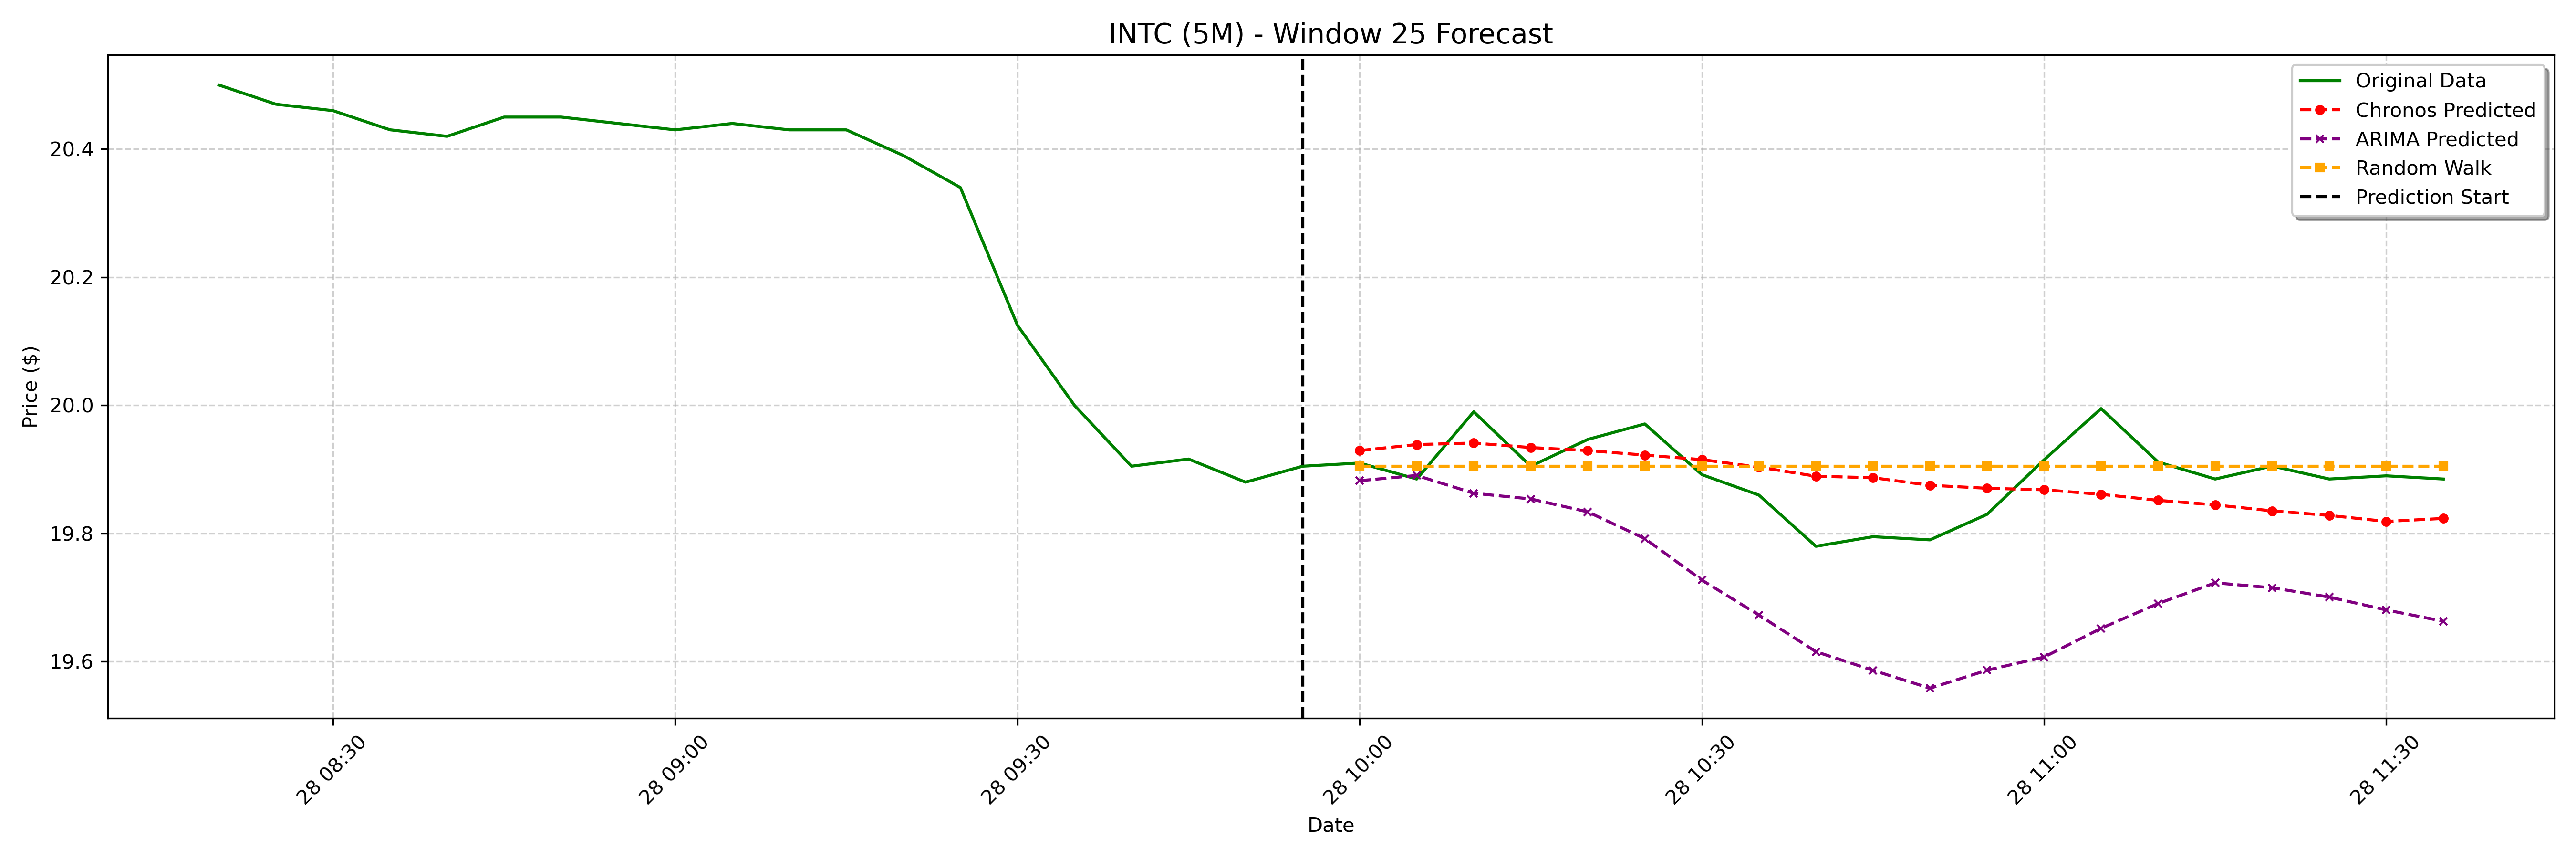 INTC (5M) - Window 25 Forecast
Original Data
Chronos Predicted
ARIMA Predicted
Random Walk
Prediction Start
Price ($)
20.4
20.2
20.0
19.8
19.6
28 08:30
28 09:00
28 09:30
28 10:00
28 10:30
28 11:00
28 11:30
Date